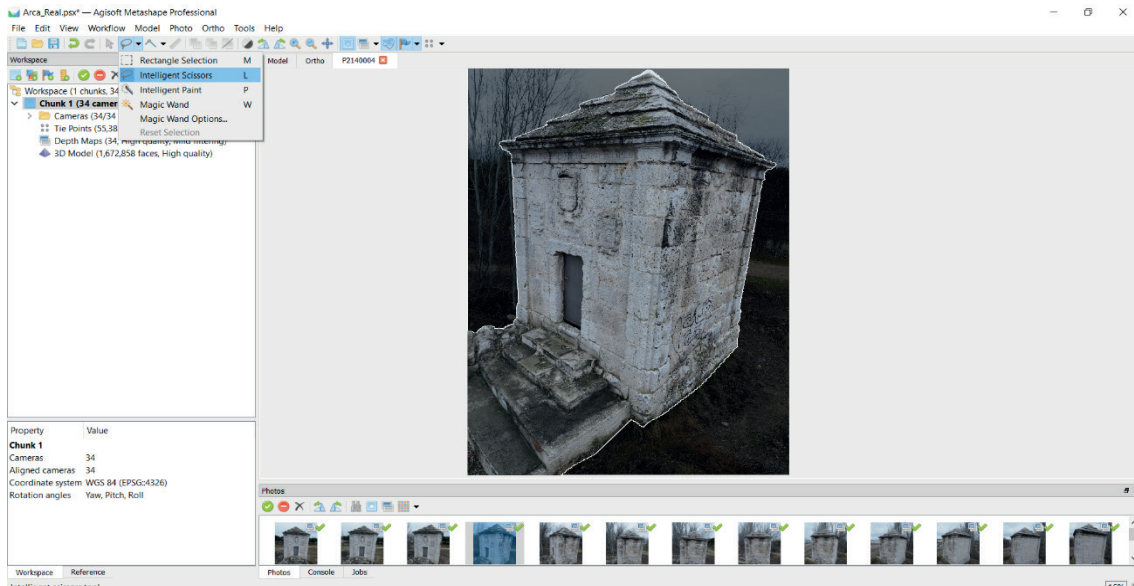 Arca_Real.psx* — Agisoft Metashape Professional
File Edit View Workflow Model Photo Ortho Tools Help
Workspace
Model Ortho P2140004
Rectangle Selection M
Intelligent Scissors L
Intelligent Paint P
Magic Wand W
Magic Wand Options...
Reset Selection
Workspace (1 chunks, 34
Chunk 1 (34 camer
Cameras (34/34
Tie Points (55,38
Depth Maps (34, High quality, Mild filtering)
3D Model (1,672,858 faces, High quality)
Property Value
Chunk 1
Cameras 34
Aligned cameras 34
Coordinate system WGS 84 (EPSG::4326)
Rotation angles Yaw, Pitch, Roll
Photos
Workspace Reference
Photos Console Jobs
Intelligent scissors tool